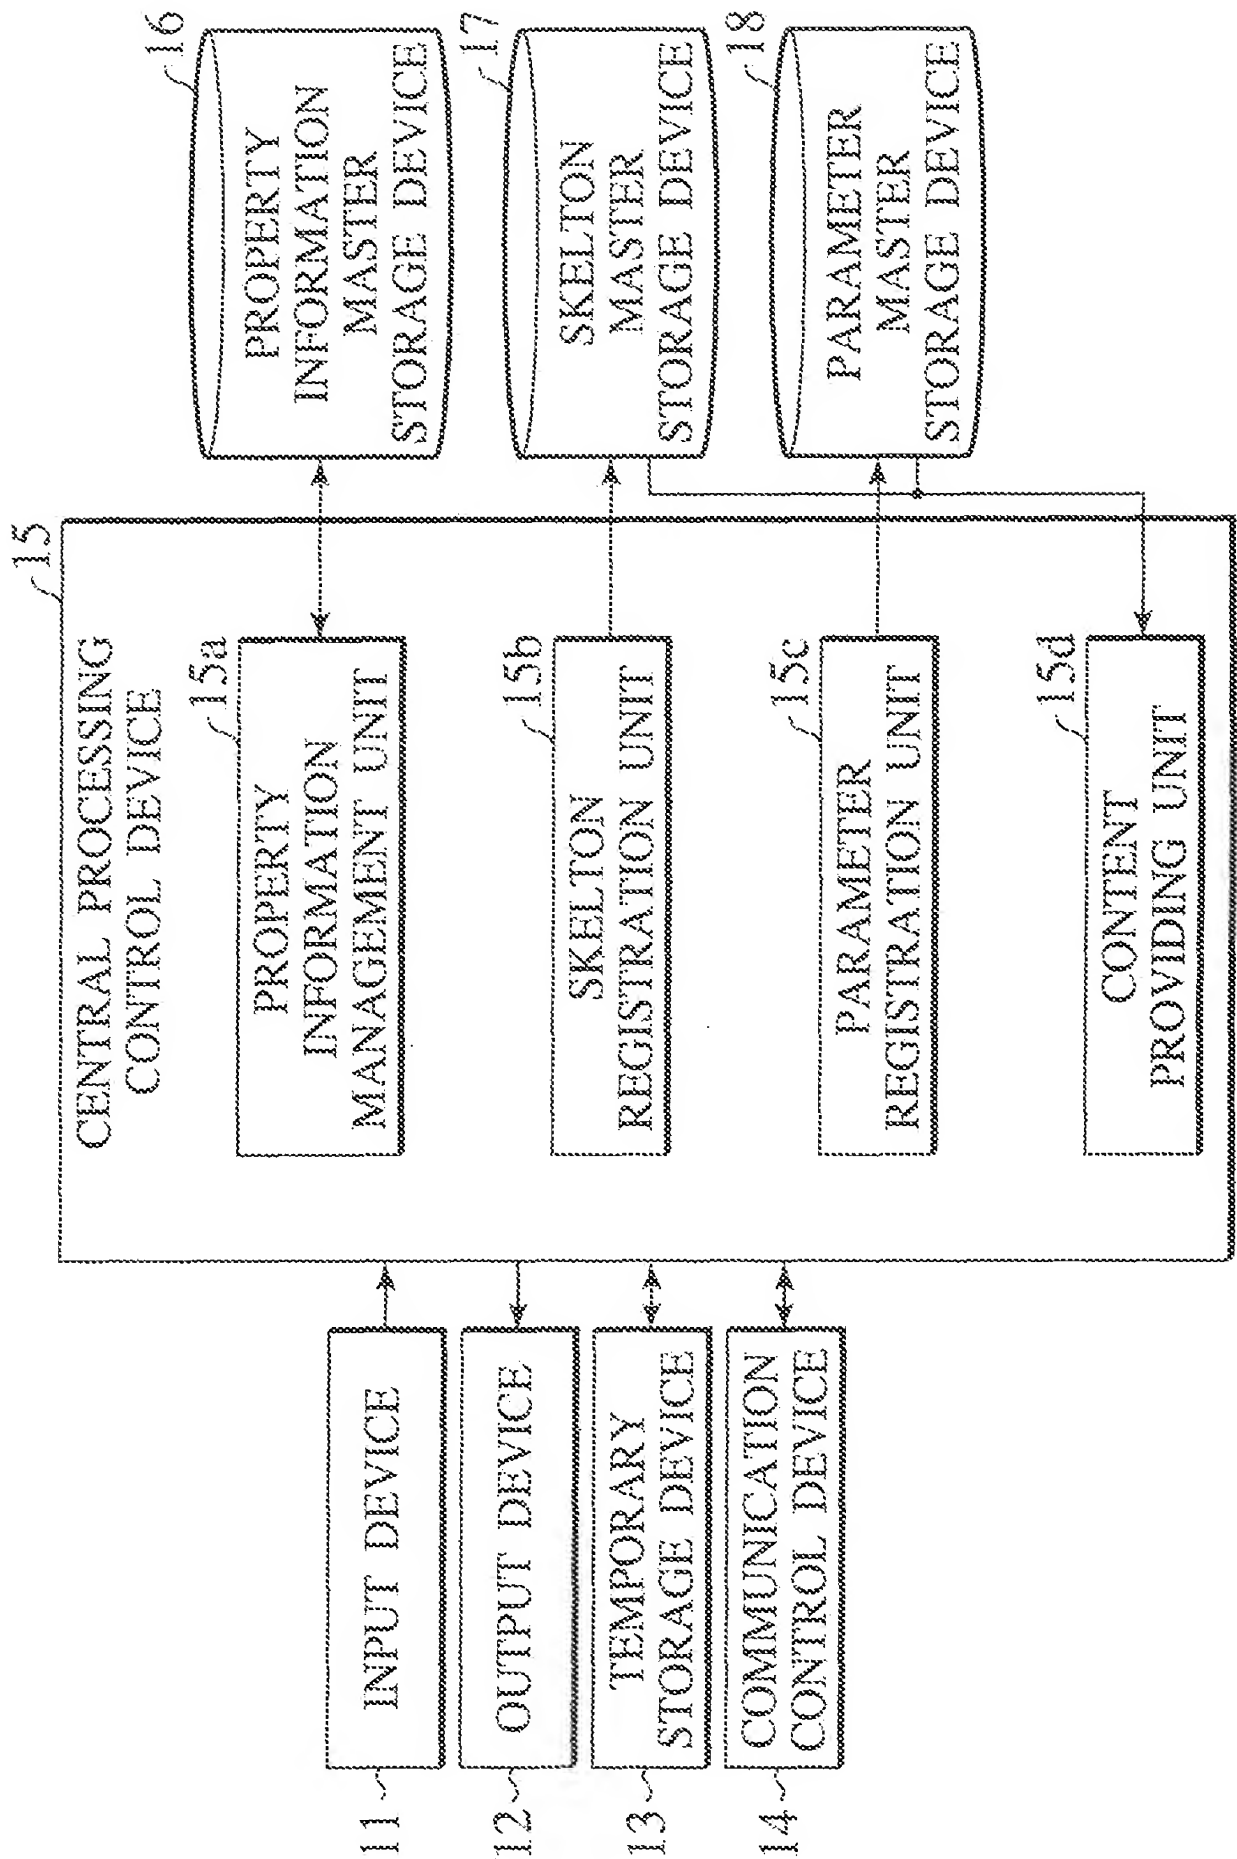 11
INPUT DEVICE
12
OUTPUT DEVICE
13
TEMPORARY
STORAGE DEVICE
14
COMMUNICATION
CONTROL DEVICE
15
CENTRAL PROCESSING
CONTROL DEVICE
15a
PROPERTY
INFORMATION
MANAGEMENT UNIT
15b
SKELTON
REGISTRATION UNIT
15c
PARAMETER
REGISTRATION UNIT
15d
CONTENT
PROVIDING UNIT
16
PROPERTY
INFORMATION
MASTER
STORAGE DEVICE
17
SKELTON
MASTER
STORAGE DEVICE
18
PARAMETER
MASTER
STORAGE DEVICE